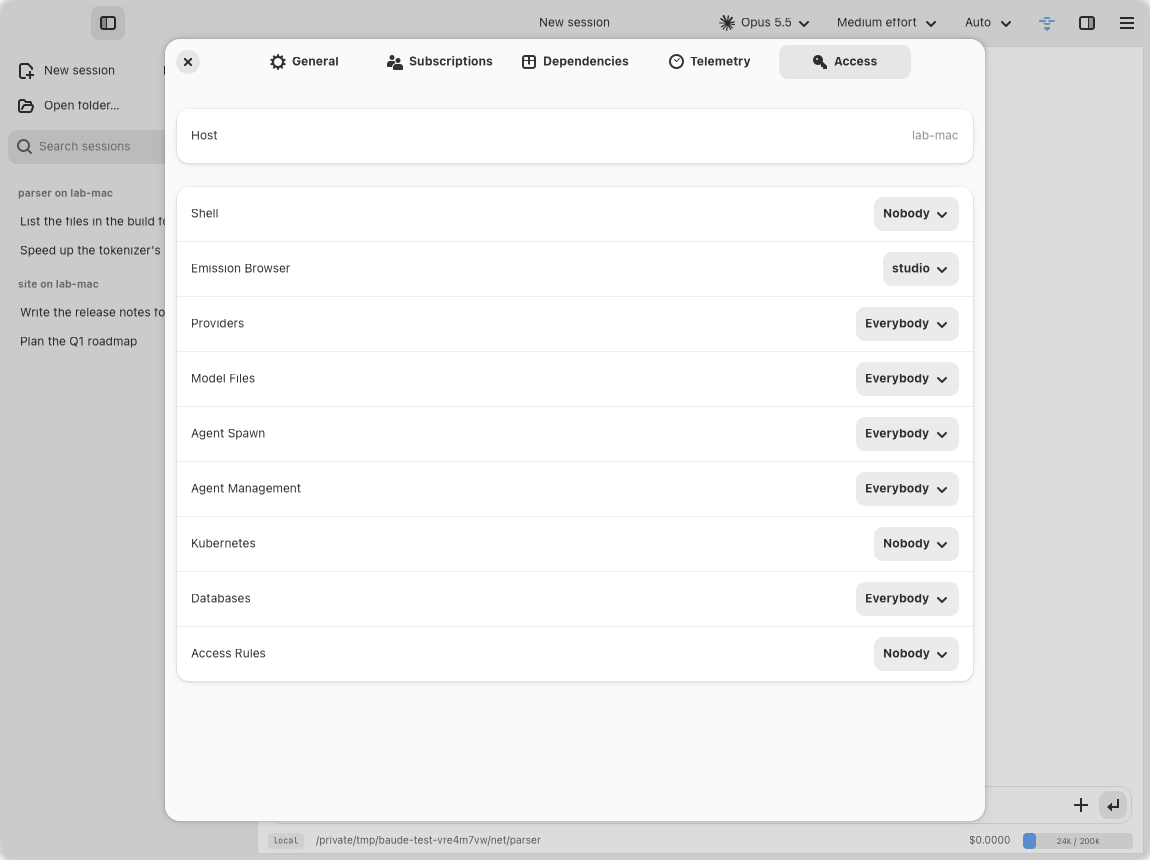 New session
Opus 5.5
Medium effort
Auto
New session
Open folder...
Search sessions
parser on lab-mac
List the files in the build
Speed up the tokenizer's
site on lab-mac
Write the release notes
Plan the Q1 roadmap
General
Subscriptions
Dependencies
Telemetry
Access
Host
lab-mac
Shell
Nobody
Emission Browser
studio
Providers
Everybody
Model Files
Everybody
Agent Spawn
Everybody
Agent Management
Everybody
Kubernetes
Nobody
Databases
Everybody
Access Rules
Nobody
local
/private/tmp/baude-test-vre4m7vw/net/parser
$0.0000
24k / 200k